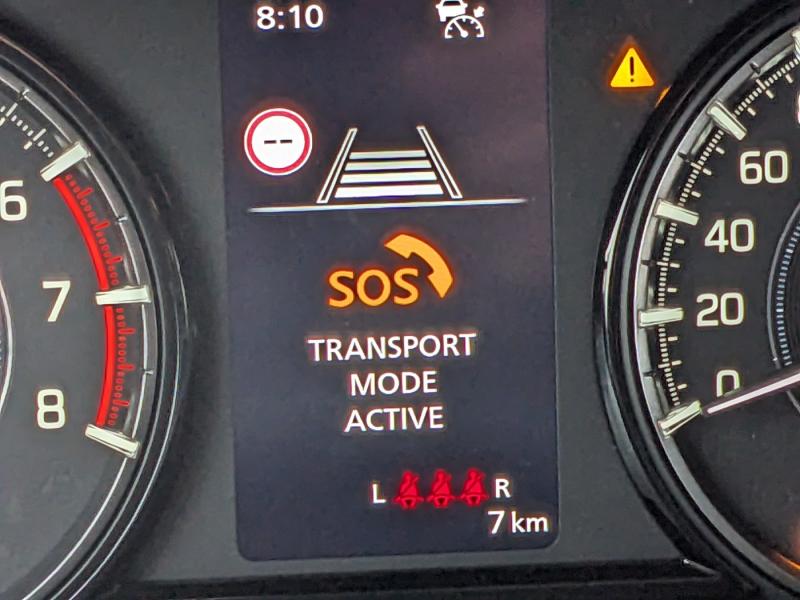 8:10
--
60
6
40
SOS
7
20
TRANSPORT
MODE
0
8
ACTIVE
L R
7 km